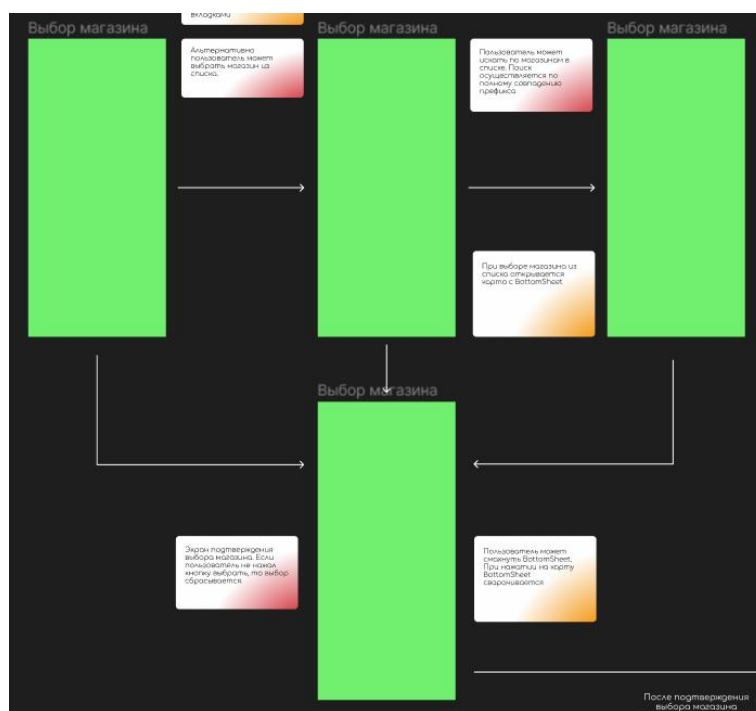 вкладками
Выбор магазина
Выбор магазина
Выбор магазина
Альтернативно
пользователь может
выбрать магазин из
списка.
Пользователь может
искать по магазинам в
списке. Поиск
осуществляется по
полному совпадению
префикса
При выборе магазина из
списка открывается
карта с BottomSheet
Выбор магазина
Экран подтверждения
выбора магазина. Если
пользователь не нажал
кнопку выбрать, то выбор
сбрасывается.
Пользователь может
смахнуть BottomSheet.
При нажатии на карту
BottomSheet
сварачивается
После подтверждения
выбора магазина